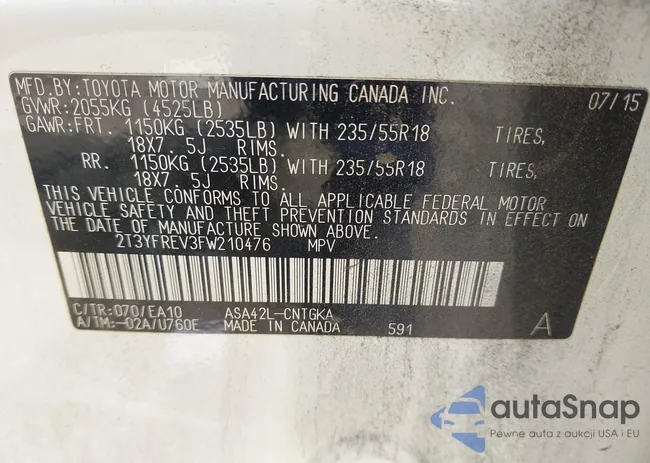 MFD.BY:TOYOTA MOTOR MANUFACTURING CANADA INC. 07/15
GVWR:2055KG (4525LB)
GAWR:FRT. 1150KG (2535LB) WITH 235/55R18 TIRES,
18X7. 5J RIMS.
RR. 1150KG (2535LB) WITH 235/55R18 TIRES,
18X7. 5J RIMS.
THIS VEHICLE CONFORMS TO ALL APPLICABLE FEDERAL MOTOR
VEHICLE SAFETY AND THEFT PREVENTION STANDARDS IN EFFECT ON
THE DATE OF MANUFACTURE SHOWN ABOVE.
2T3YFREV3FW210476 MPV
C/TR:070/EA10 ASA42L-CNTGKA
A/TM:-02A/U760E MADE IN CANADA 591 A
autaSnap
Pewne auta z aukcji USA i EU